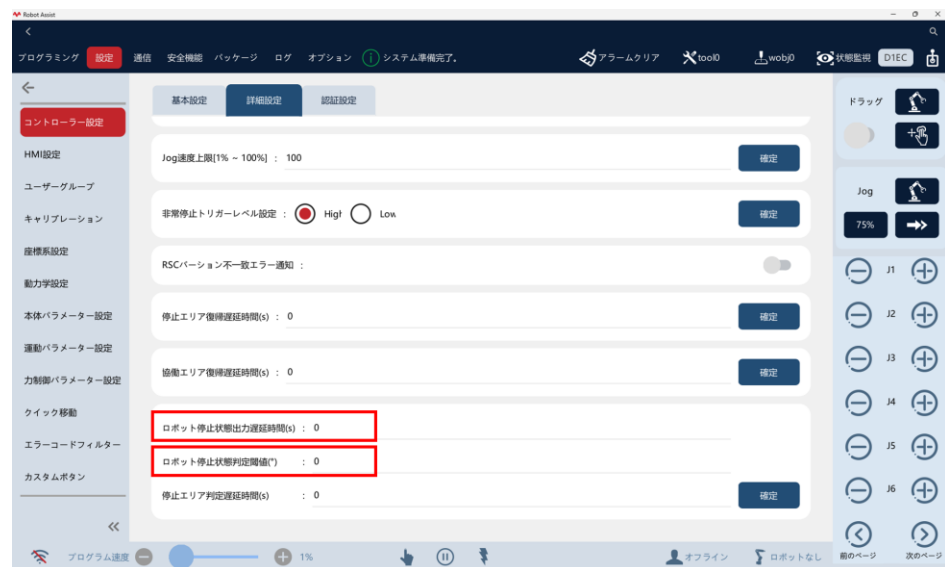 Robot Assist
プログラミング 設定 通信 安全機能 パッケージ ログ オプション システム準備完了. アラームクリア tool0 wobj0 状態監視 D1EC
基本設定 詳細設定 認証設定
コントローラー設定
HMI設定
ユーザーグループ
キャリブレーション
座標系設定
動力学設定
本体パラメーター設定
運動パラメーター設定
力制御パラメーター設定
クイック移動
エラーコードフィルター
カスタムボタン
Jog速度上限[1% ~ 100%] : 100 確定
非常停止トリガーレベル設定 : High Low 確定
RSCバージョン不一致エラー通知 :
停止エリア復帰遅延時間(s) : 0 確定
協働エリア復帰遅延時間(s) : 0 確定
ロボット停止状態出力遅延時間(s) : 0
ロボット停止状態判定閾値(°) : 0
停止エリア判定遅延時間(s) : 0 確定
ドラッグ
Jog
75%
J1
J2
J3
J4
J5
J6
前のページ 次のページ
プログラム速度 1% オフライン ロボットなし